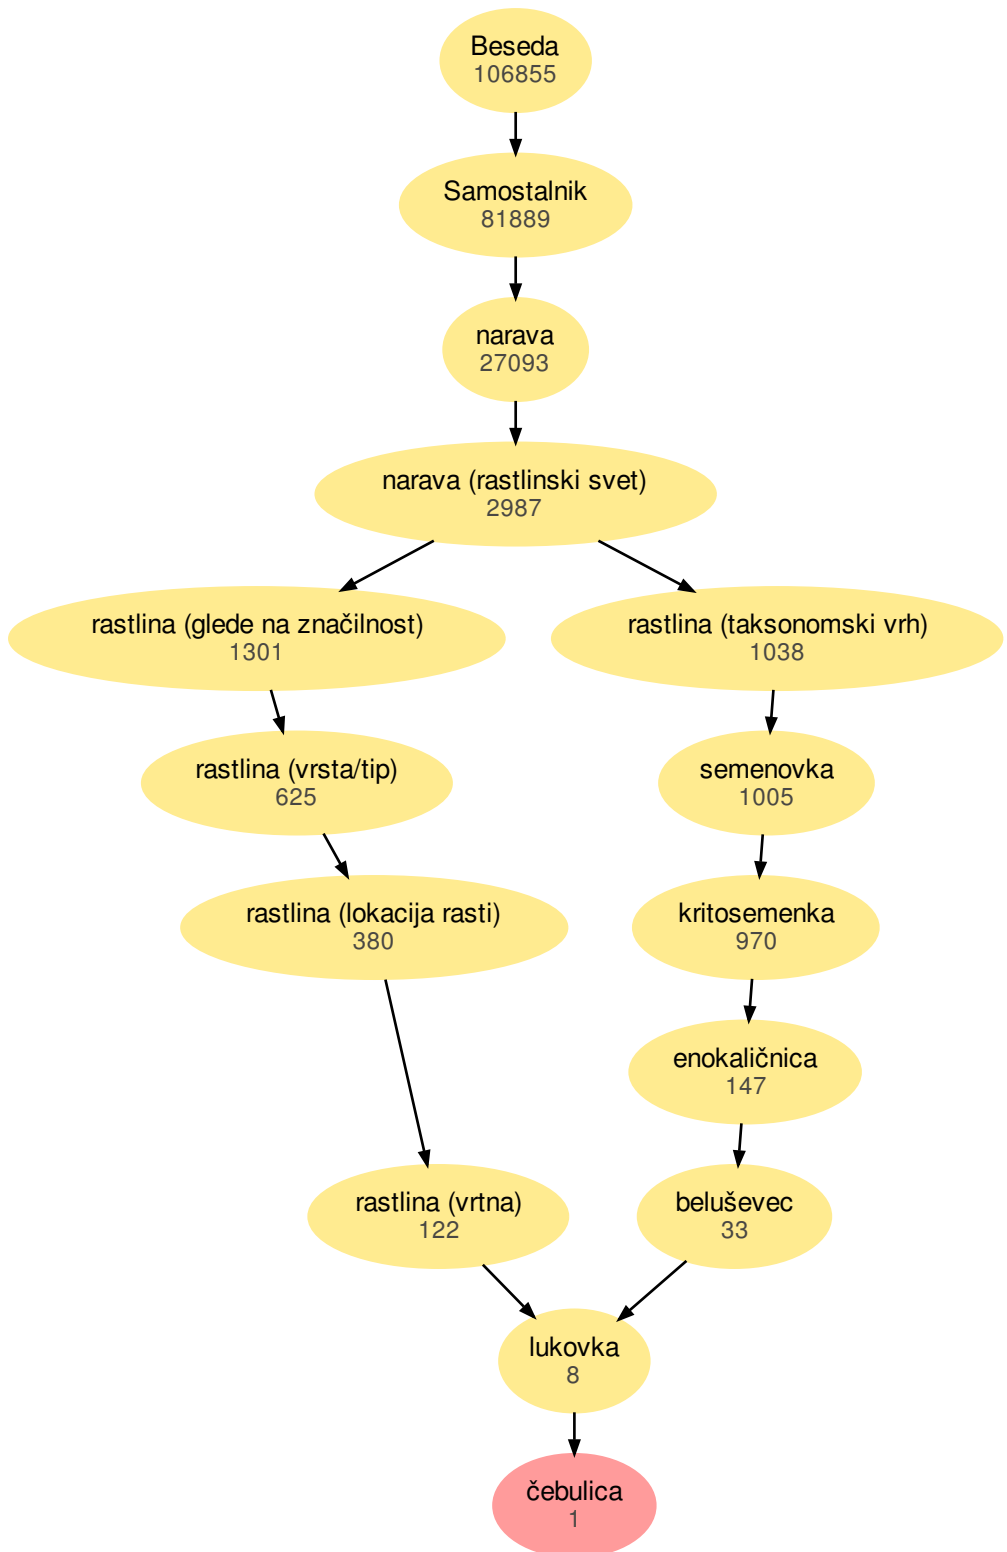 Beseda
106855
Samostalnik
81889
narava
27093
narava (rastlinski svet)
2987
rastlina (glede na značilnost)
1301
rastlina (taksonomski vrh)
1038
rastlina (vrsta/tip)
625
semenovka
1005
rastlina (lokacija rasti)
380
kritosemenka
970
enokaličnica
147
rastlina (vrtna)
122
beluševec
33
lukovka
8
čebulica
1